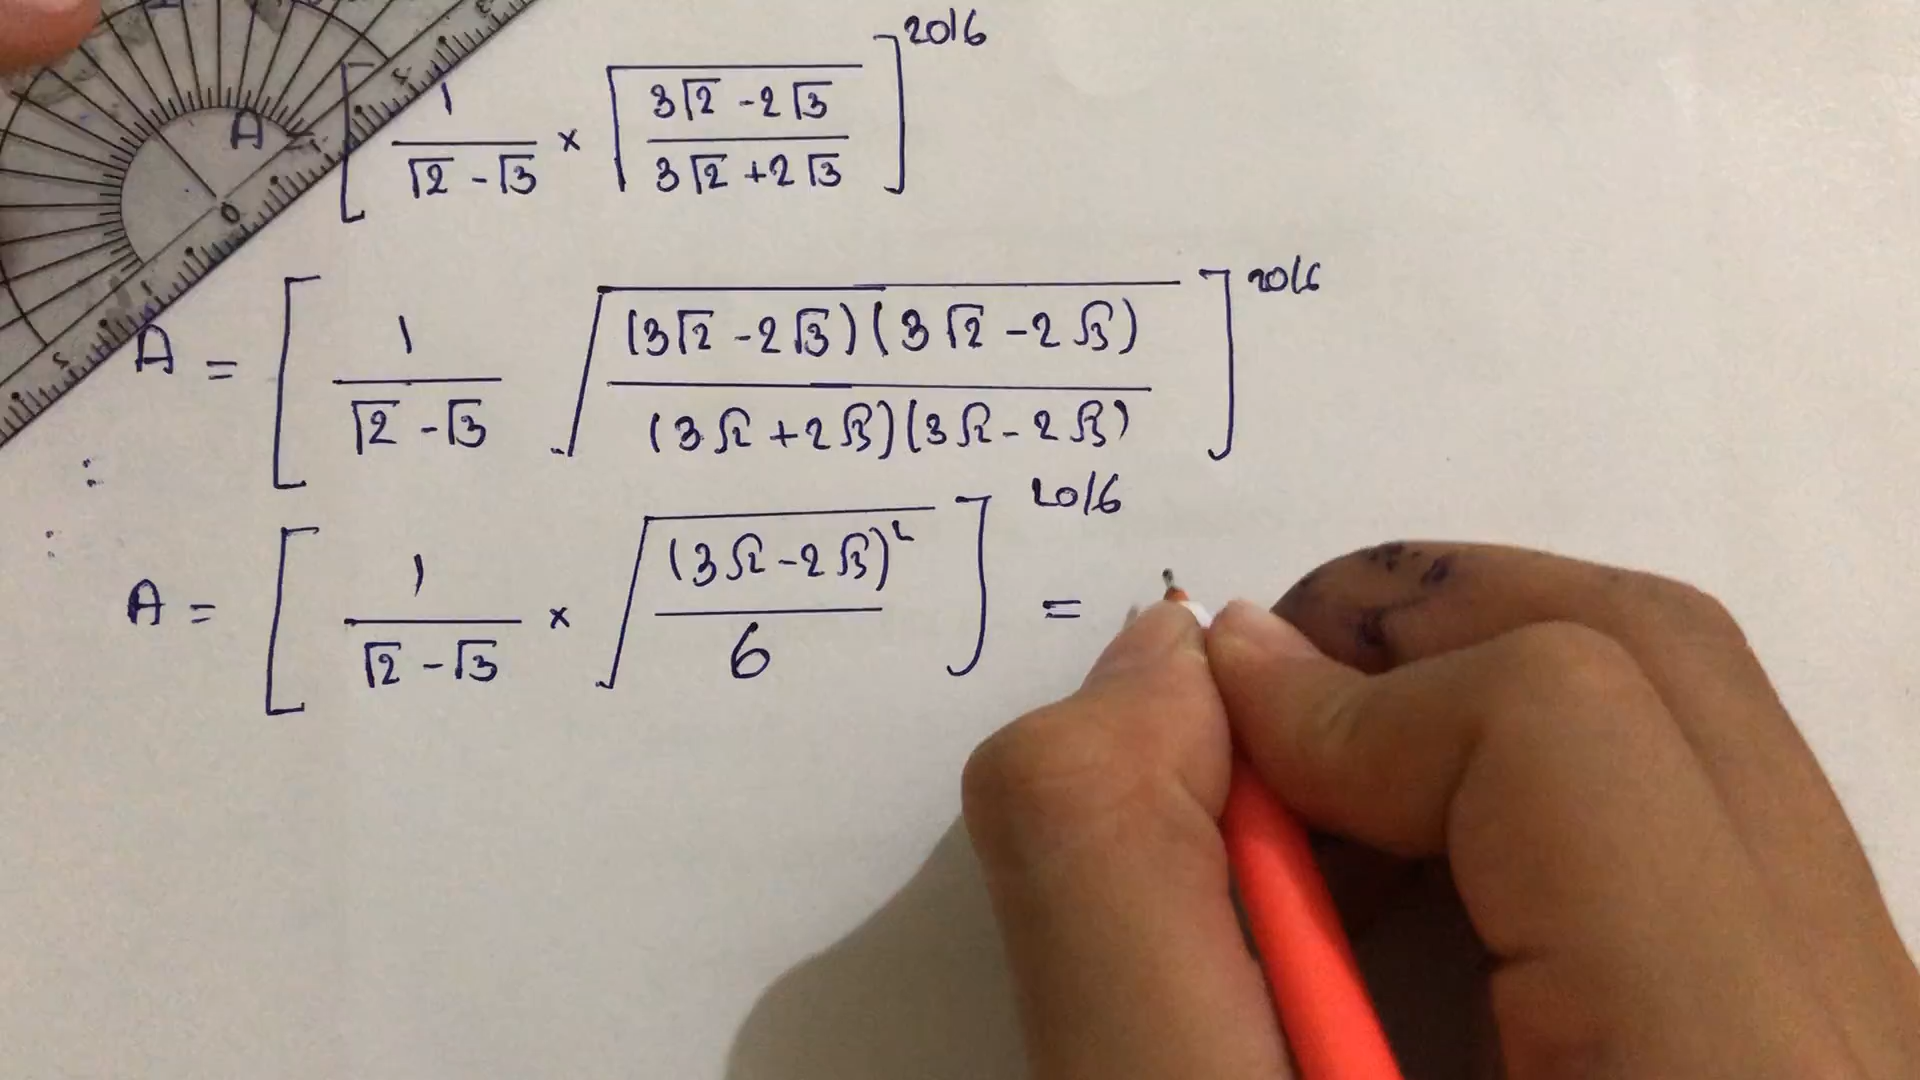 A = [ 1/(√2 - √3) × √((3√2 - 2√3)/(3√2 + 2√3)) ]^2016
A = [ 1/(√2 - √3) √((3√2 - 2√3)(3√2 - 2√3)/(3√2 + 2√3)(3√2 - 2√3)) ]^2016
A = [ 1/(√2 - √3) × √((3√2 - 2√3)²/6) ]^2016 =